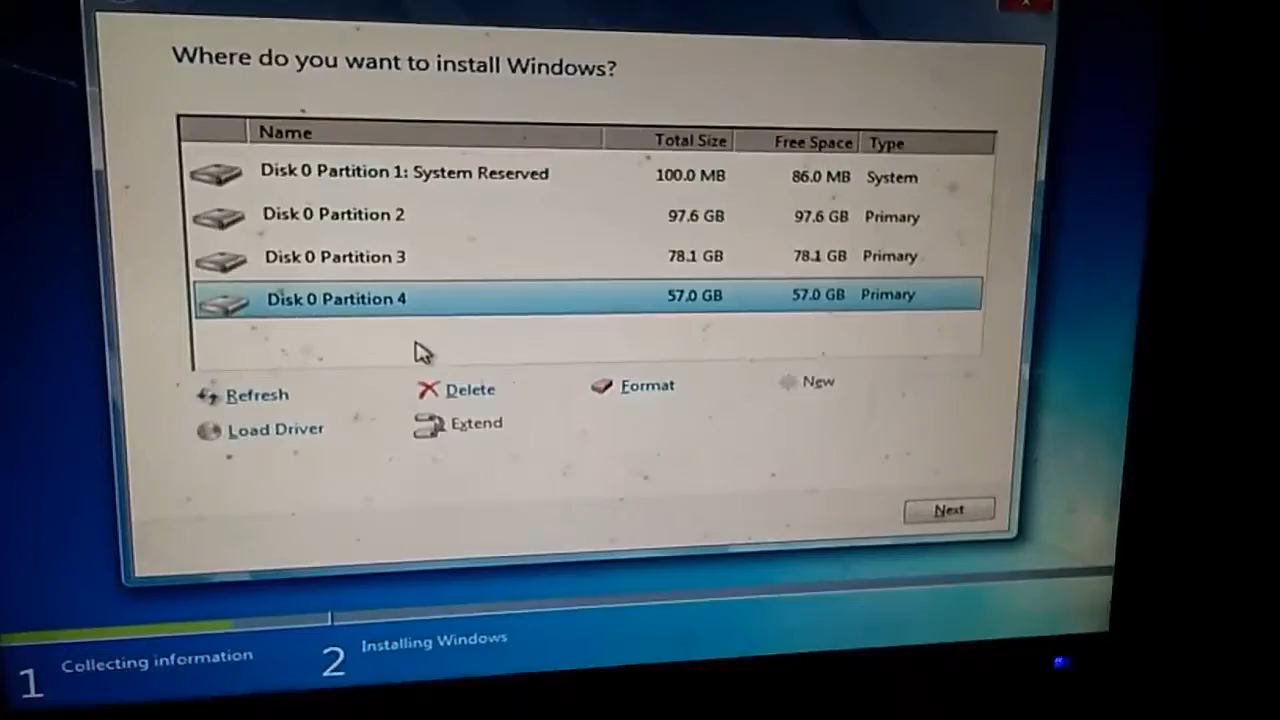 Where do you want to install Windows?
Name Total Size Free Space Type
Disk 0 Partition 1: System Reserved 100.0 MB 86.0 MB System
Disk 0 Partition 2 97.6 GB 97.6 GB Primary
Disk 0 Partition 3 78.1 GB 78.1 GB Primary
Disk 0 Partition 4 57.0 GB 57.0 GB Primary
Refresh Delete Format New
Load Driver Extend
Next
1 Collecting information 2 Installing Windows